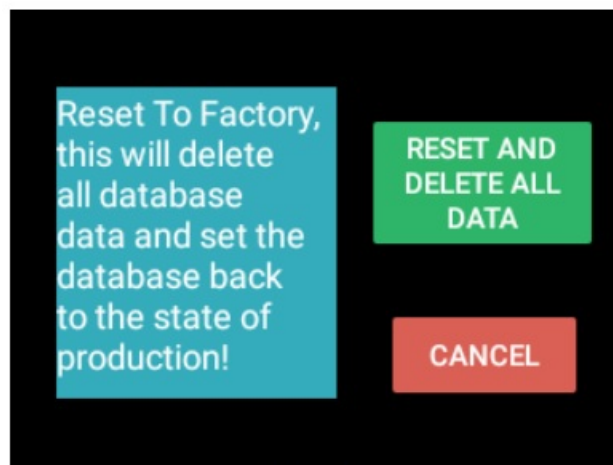 Reset To Factory,
this will delete
all database
data and set the
database back
to the state of
production!
RESET AND
DELETE ALL
DATA
CANCEL